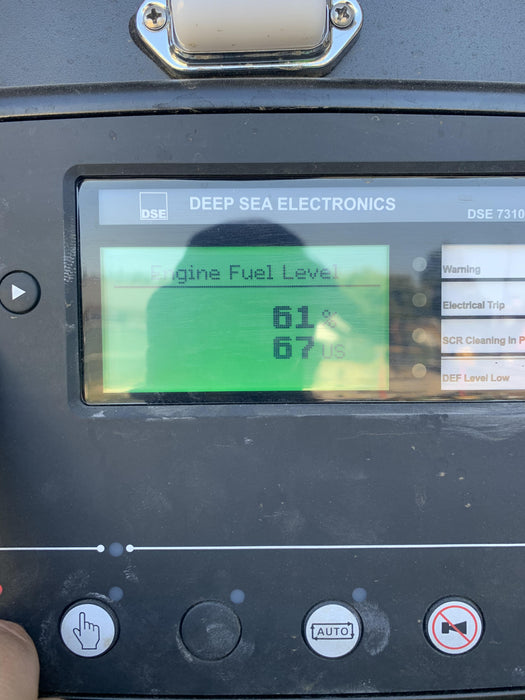 DSE
DEEP SEA ELECTRONICS
DSE 7310
Engine Fuel Level
61 %
67 US
Warning
Electrical Trip
SCR Cleaning In P
DEF Level Low
AUTO